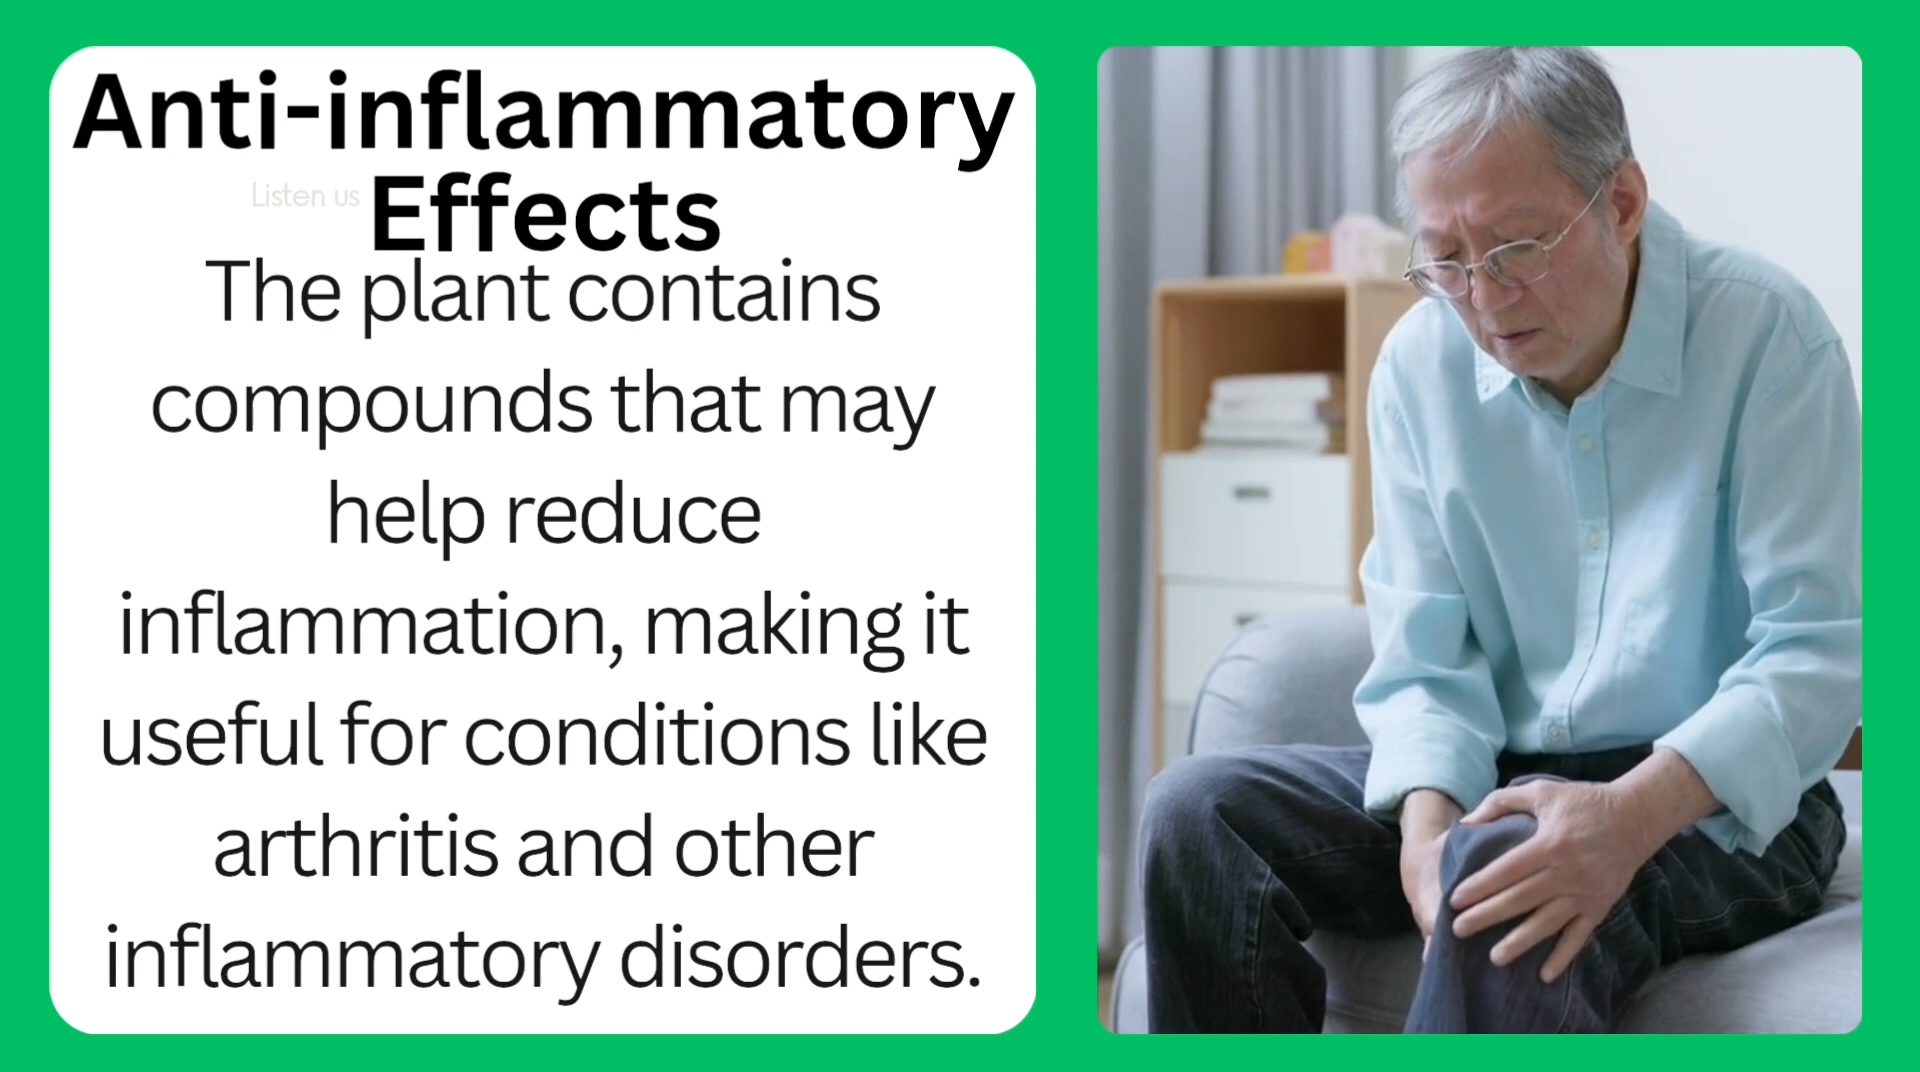 Anti-inflammatory
Listen us
Effects
The plant contains
compounds that may
help reduce
inflammation, making it
useful for conditions like
arthritis and other
inflammatory disorders.